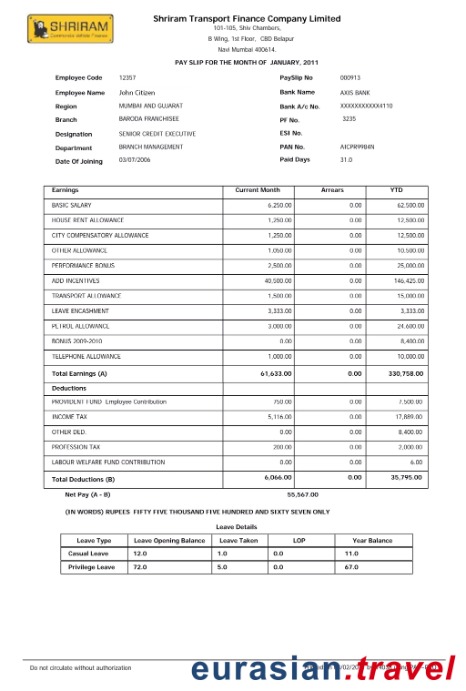 SHRIRAM
Shriram Transport Finance Company Limited
101-105, Shiv Chambers,
B Wing, 1st Floor, CBD Belapur
Navi Mumbai 400614.
PAY SLIP FOR THE MONTH OF JANUARY, 2011
Employee Code 12357 PaySlip No 000913
Employee Name John Citizen Bank Name AXIS BANK
Region MUMBAI AND GUJARAT Bank A/c No. XXXXXXXXXXX4110
Branch BARODA FRANCHISEE PF No. 3235
Designation SENIOR CREDIT EXECUTIVE ESI No.
Department BRANCH MANAGEMENT PAN No.
Date Of Joining 03/07/2006 Paid Days 31.0
Earnings Current Month Arrears YTD
BASIC SALARY 6,250.00 0.00 62,500.00
HOUSE RENT ALLOWANCE 1,250.00 0.00 12,500.00
CITY COMPENSATORY ALLOWANCE 1,250.00 0.00 12,500.00
OTHER ALLOWANCE 1,050.00 0.00 10,500.00
PERFORMANCE BONUS 2,500.00 0.00 25,000.00
ADD INCENTIVES 40,500.00 0.00 146,425.00
TRANSPORT ALLOWANCE 1,500.00 0.00 15,000.00
LEAVE ENCASHMENT 3,333.00 0.00 3,333.00
PETROL ALLOWANCE 3,000.00 0.00 24,600.00
BONUS 2009-2010 0.00 0.00 8,400.00
TELEPHONE ALLOWANCE 1,000.00 0.00 10,000.00
Total Earnings (A) 61,633.00 0.00 330,758.00
Deductions
PROVIDENT FUND Employee Contribution 750.00 0.00 7,500.00
INCOME TAX 5,116.00 0.00 17,889.00
OTHER DED. 0.00 0.00 8,400.00
PROFESSION TAX 200.00 0.00 2,000.00
LABOUR WELFARE FUND CONTRIBUTION 0.00 0.00 6.00
Total Deductions (B) 6,066.00 0.00 35,795.00
Net Pay (A - B) 55,567.00
(IN WORDS) RUPEES FIFTY FIVE THOUSAND FIVE HUNDRED AND SIXTY SEVEN ONLY
Leave Details
Leave Type Leave Opening Balance Leave Taken LOP Year Balance
Casual Leave 12.0 1.0 0.0 11.0
Privilege Leave 72.0 5.0 0.0 67.0
Do not circulate without authorization
eurasian.travel